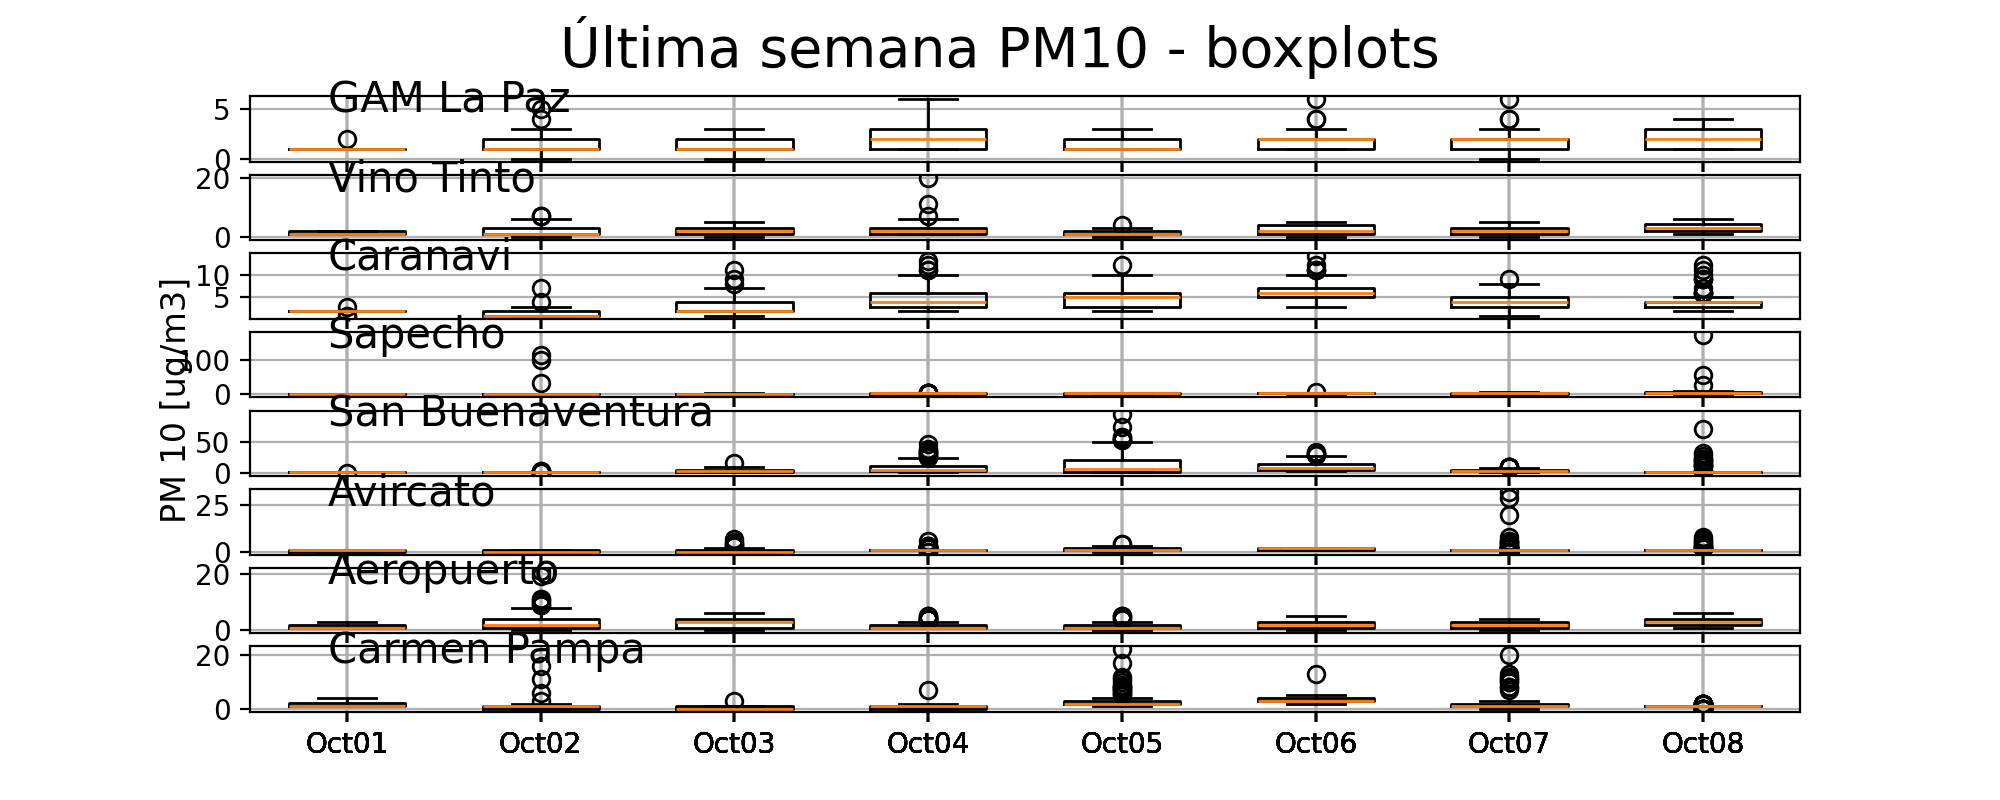 Última semana PM10 - boxplots
GAM La Paz
5
0
Vino Tinto
20
0
Caranavi
10
5
Sapecho
100
0
San Buenaventura
50
0
Avircato
25
0
Aeropuerto
20
0
Carmen Pampa
20
0
PM 10 [ug/m3]
Oct01 Oct02 Oct03 Oct04 Oct05 Oct06 Oct07 Oct08